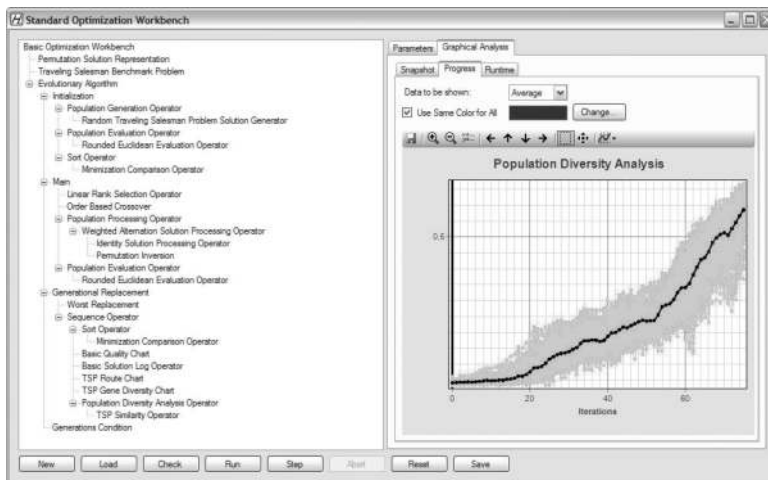 Standard Optimization Workbench
Basic Optimization Workbench
Permutation Solution Representation
Traveling Salesman Benchmark Problem
Evolutionary Algorithm
Initialization
Population Generation Operator
Random Traveling Salesman Problem Solution Generator
Population Evaluation Operator
Rounded Euclidean Evaluation Operator
Sort Operator
Minimization Comparison Operator
Main
Linear Rank Selection Operator
Order Based Crossover
Population Processing Operator
Weighted Alternation Solution Processing Operator
Identity Solution Processing Operator
Permutation Inversion
Population Evaluation Operator
Rounded Euclidean Evaluation Operator
Generational Replacement
Worst Replacement
Sequence Operator
Sort Operator
Minimization Comparison Operator
Basic Quality Chart
Basic Solution Log Operator
TSP Route Chart
TSP Gene Diversity Chart
Population Diversity Analysis Operator
TSP Similarity Operator
Generations Condition
Parameters Graphical Analysis
Snapshot Progress Runtime
Data to be shown: Average
Use Same Color for All Change...
Population Diversity Analysis
0,5
0 20 40 60
Iterations
New Load Check Run Step Abort Reset Save